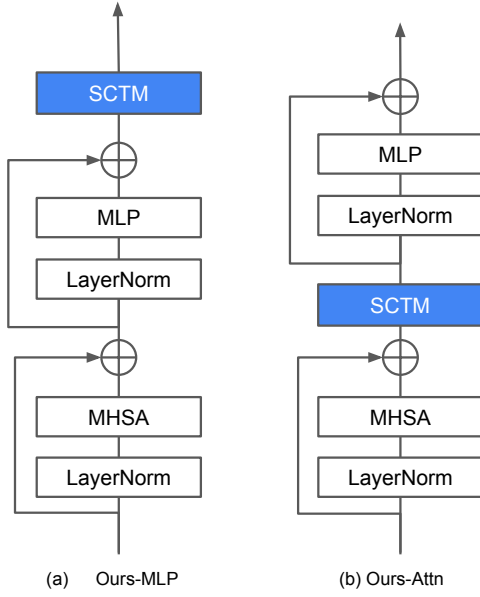 SCTM
MLP
LayerNorm
MHSA
LayerNorm
(a) Ours-MLP
MLP
LayerNorm
SCTM
MHSA
LayerNorm
(b) Ours-Attn